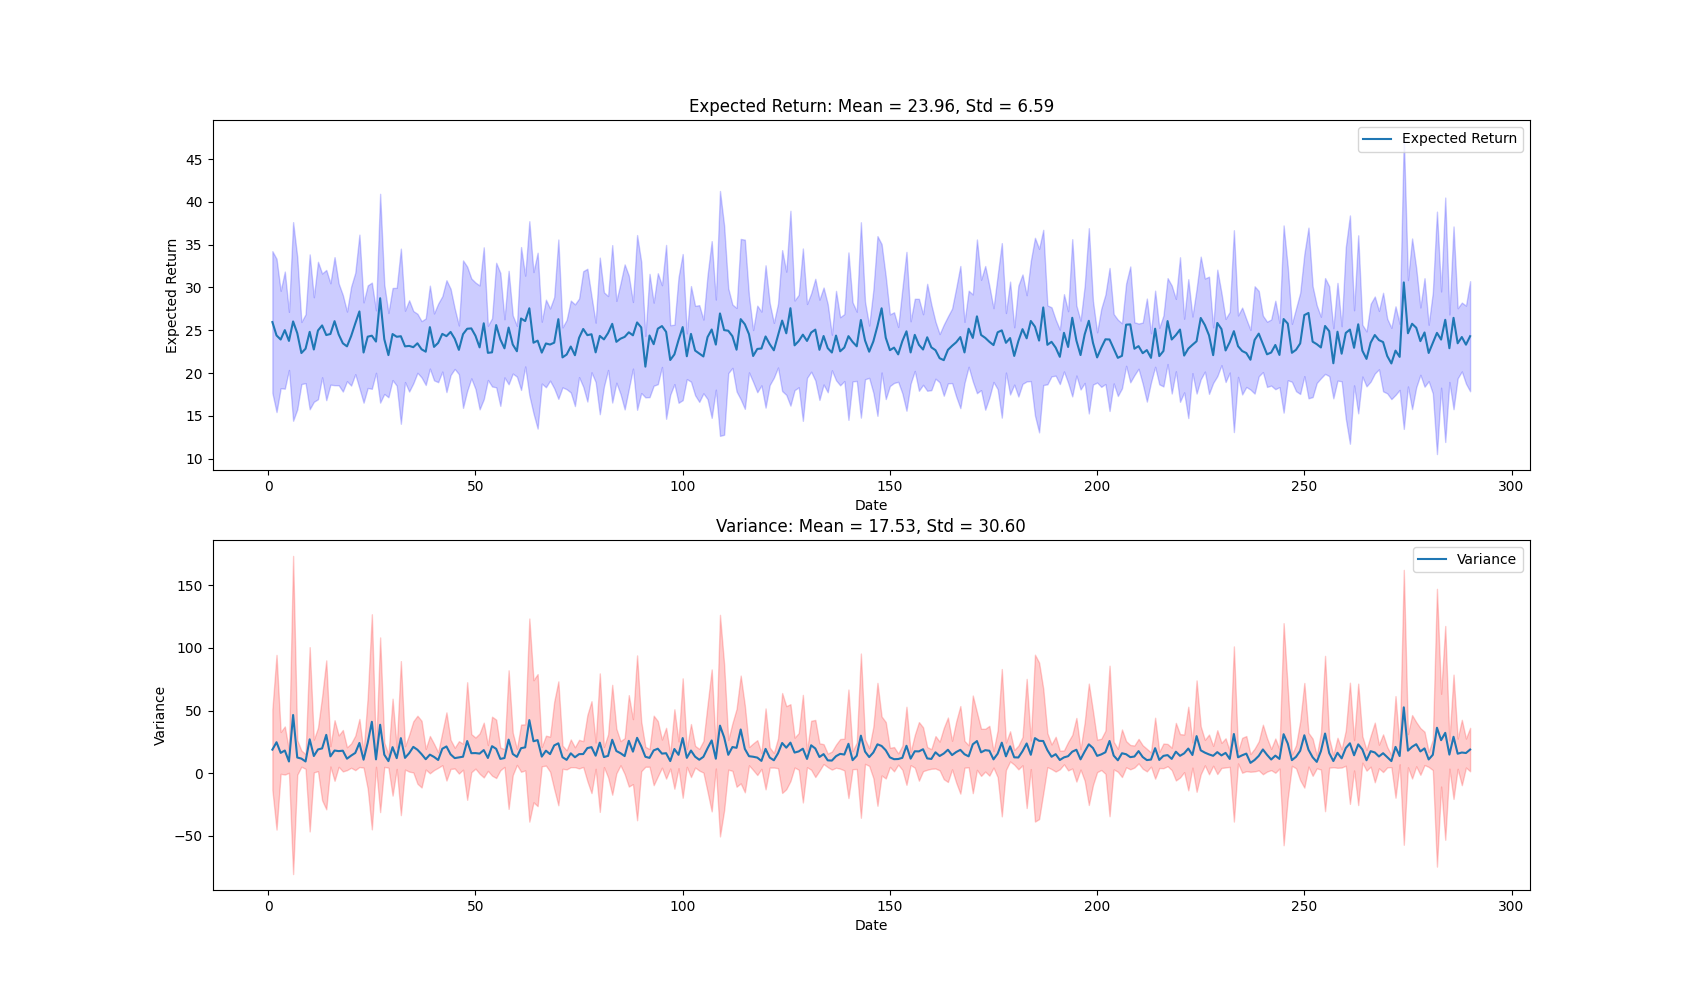 Expected Return: Mean = 23.96, Std = 6.59
Expected Return
45
40
35
30
25
20
15
10
Expected Return
0 50 100 150 200 250 300
Date
Variance: Mean = 17.53, Std = 30.60
Variance
150
100
50
0
−50
Variance
0 50 100 150 200 250 300
Date